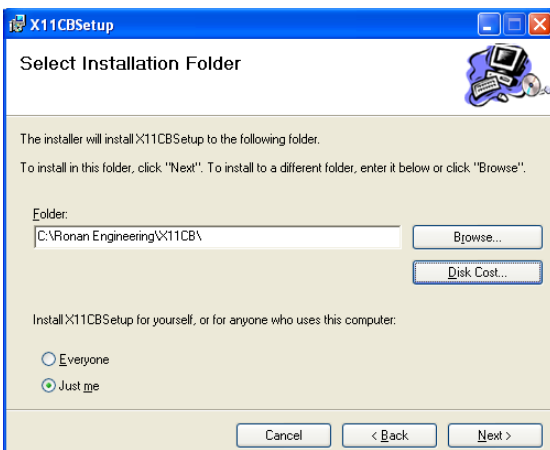 X11CBSetup
Select Installation Folder
The installer will install X11CBSetup to the following folder.
To install in this folder, click "Next". To install to a different folder, enter it below or click "Browse".
Folder:
C:\Ronan Engineering\X11CB\
Browse...
Disk Cost...
Install X11CBSetup for yourself, or for anyone who uses this computer:
Everyone
Just me
Cancel
< Back
Next >